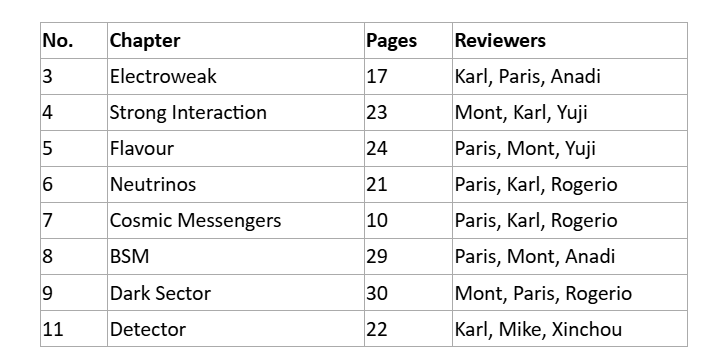 No. Chapter Pages Reviewers
3 Electroweak 17 Karl, Paris, Anadi
4 Strong Interaction 23 Mont, Karl, Yuji
5 Flavour 24 Paris, Mont, Yuji
6 Neutrinos 21 Paris, Karl, Rogerio
7 Cosmic Messengers 10 Paris, Karl, Rogerio
8 BSM 29 Paris, Mont, Anadi
9 Dark Sector 30 Mont, Paris, Rogerio
11 Detector 22 Karl, Mike, Xinchou